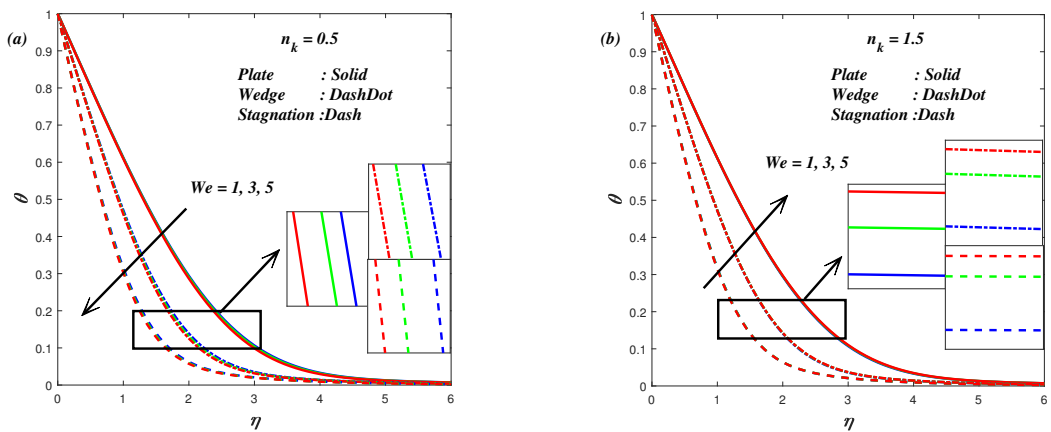 (a)
n_k = 0.5
Plate : Solid
Wedge : DashDot
Stagnation :Dash
We = 1, 3, 5
θ
1
0.9
0.8
0.7
0.6
0.5
0.4
0.3
0.2
0.1
0
0 1 2 3 4 5 6
η
(b)
n_k = 1.5
Plate : Solid
Wedge : DashDot
Stagnation :Dash
We = 1, 3, 5
θ
1
0.9
0.8
0.7
0.6
0.5
0.4
0.3
0.2
0.1
0
0 1 2 3 4 5 6
η